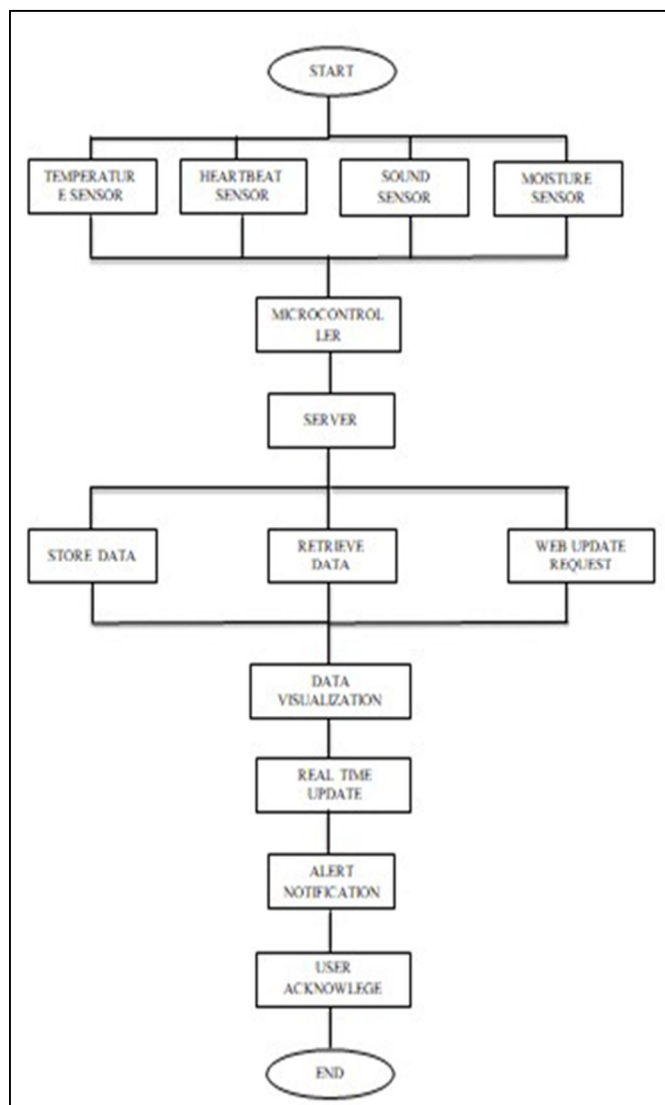 START
TEMPERATUR
E SENSOR
HEARTBEAT
SENSOR
SOUND
SENSOR
MOISTURE
SENSOR
MICROCONTROL
LER
SERVER
STORE DATA
RETRIEVE
DATA
WEB UPDATE
REQUEST
DATA
VISUALIZATION
REAL TIME
UPDATE
ALERT
NOTIFICATION
USER
ACKNOWLEGE
END